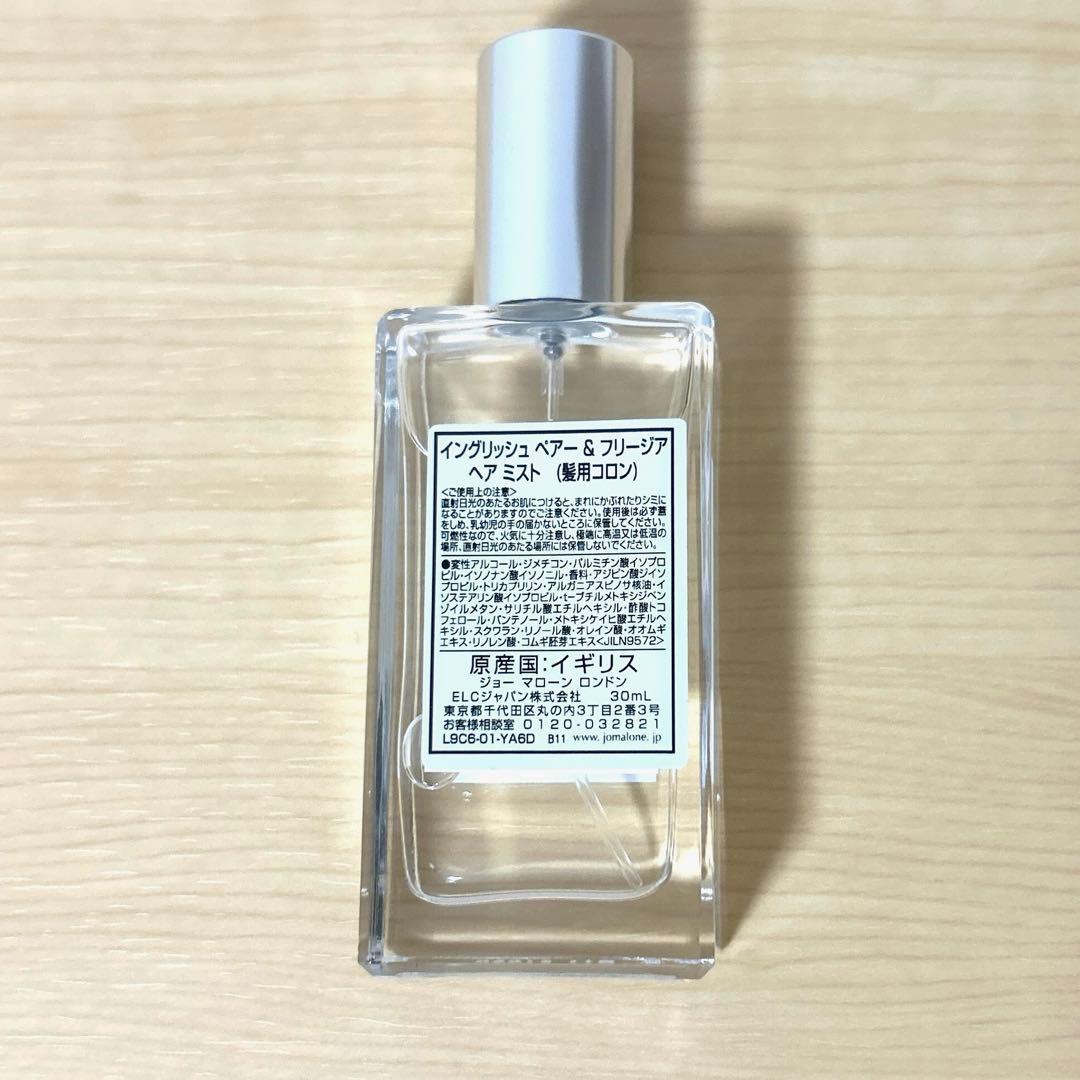 イングリッシュ ペアー & フリージア
ヘア ミスト (髪用コロン)
<ご使用上の注意>
直射日光のあたるお肌につけると、まれにかぶれたりシミに
なることがありますのでご注意ください。使用後は必ず蓋
をしめ、乳幼児の手の届かないところに保管してください。
可燃性なので、火気に十分注意し、極端に高温又は低温の
場所、直射日光のあたる場所には保管しないでください。
●変性アルコール・ジメチコン・パルミチン酸イソプロ
ピル・イソノナン酸イソノニル・香料・アジピン酸ジイソ
プロピル・トリカプリリン・アルガニアスピノサ核油・イ
ソステアリン酸イソプロピル・t-ブチルメトキシジベン
ゾイルメタン・サリチル酸エチルヘキシル・酢酸トコ
フェロール・パンテノール・メトキシケイヒ酸エチルヘ
キシル・スクワラン・リノール酸・オレイン酸・オオムギ
エキス・リノレン酸・コムギ胚芽エキス<JILN9572>
原産国:イギリス
ジョー マローン ロンドン
ELCジャパン株式会社 30mL
東京都千代田区丸の内3丁目2番3号
お客様相談室 0120-032821
L9C6-01-YA6D B11 www. jomalone. jp